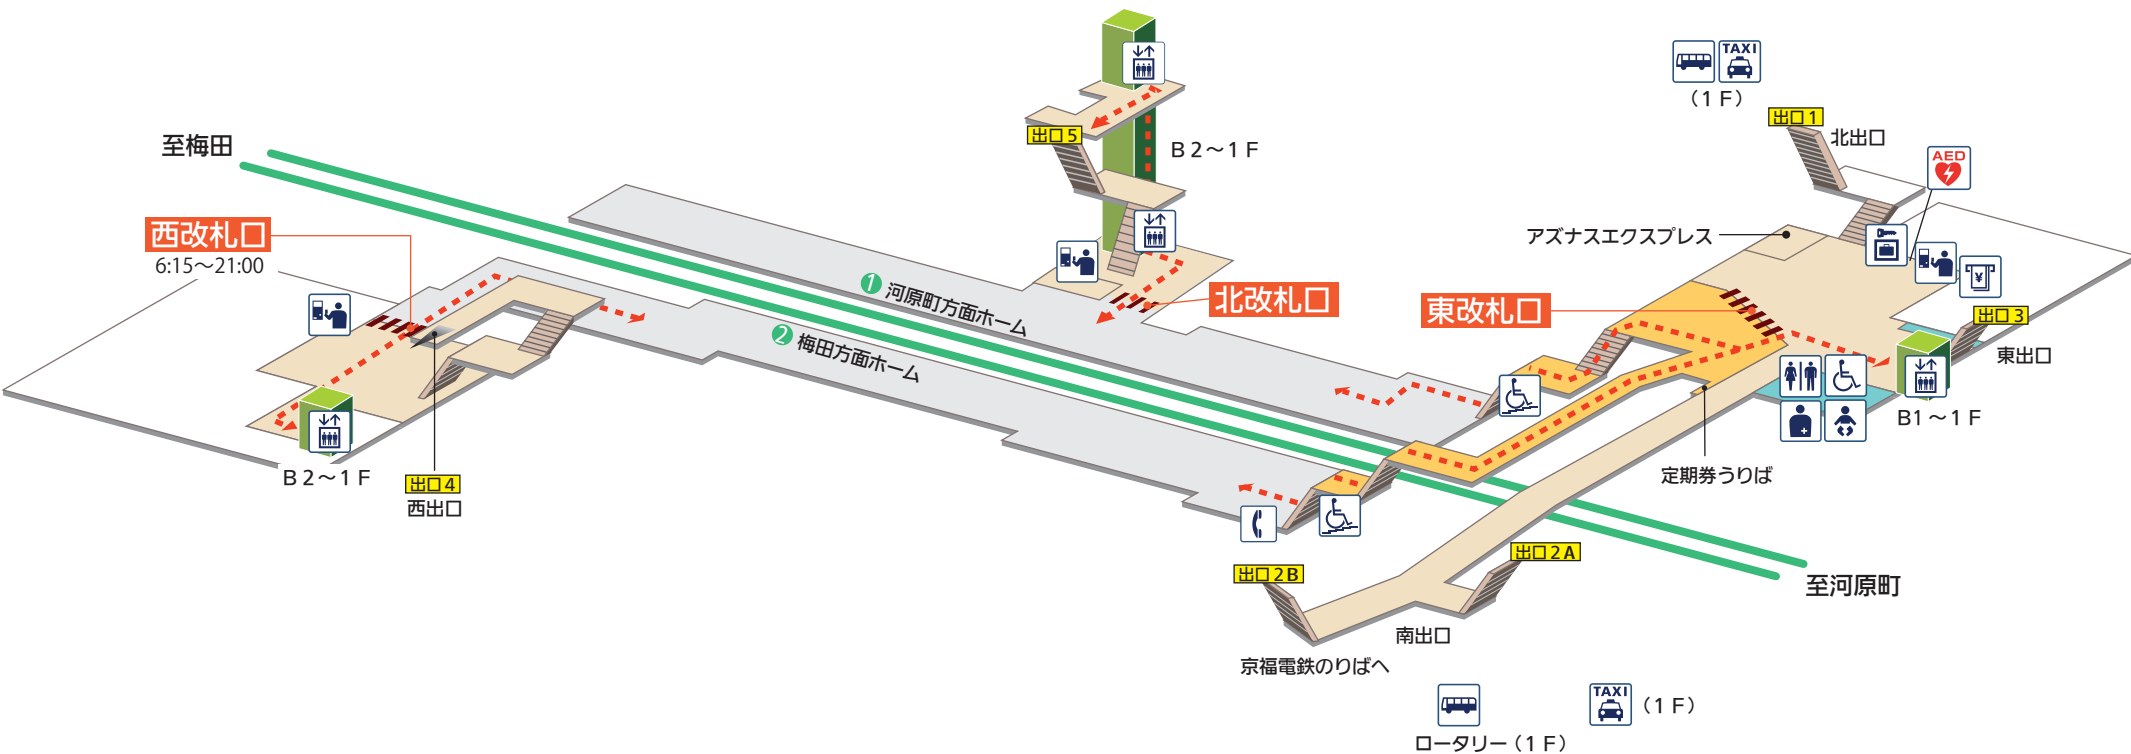 TAXI
(1F)
出口1
北出口
AED
至梅田
出口5
B2〜1F
西改札口
6:15〜21:00
アズナスエクスプレス
1 河原町方面ホーム
北改札口
東改札口
¥
2 梅田方面ホーム
出口3
東出口
B1〜1F
B2〜1F
出口4
西出口
定期券うりば
出口2A
出口2B
至河原町
南出口
京福電鉄のりばへ
TAXI
(1F)
ロータリー(1F)